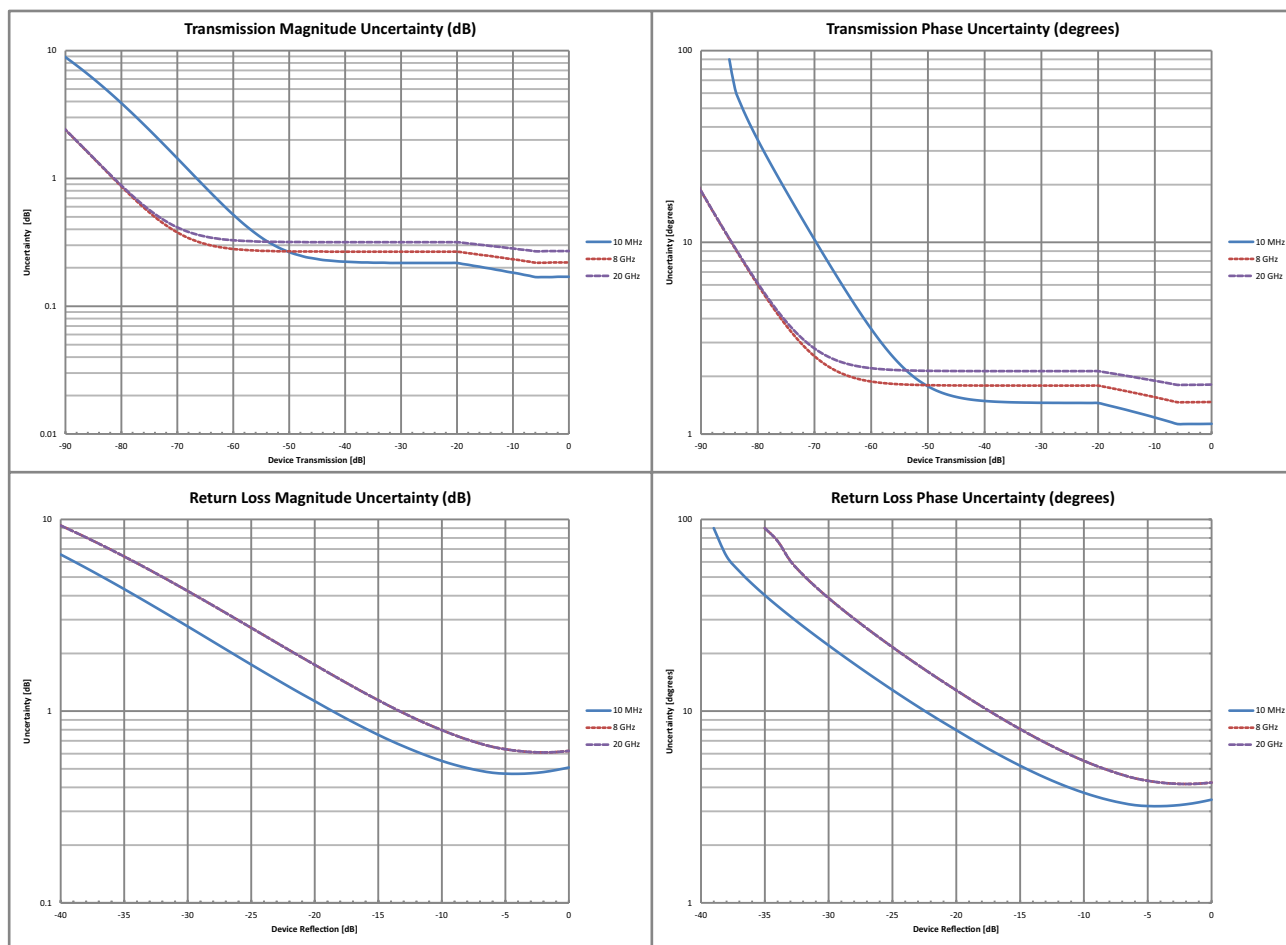 Transmission Magnitude Uncertainty (dB)
10
1
0.1
0.01
Uncertainty [dB]
-90 -80 -70 -60 -50 -40 -30 -20 -10 0
Device Transmission [dB]
10 MHz
8 GHz
20 GHz
Transmission Phase Uncertainty (degrees)
100
10
1
Uncertainty [degrees]
-90 -80 -70 -60 -50 -40 -30 -20 -10 0
Device Transmission [dB]
10 MHz
8 GHz
20 GHz
Return Loss Magnitude Uncertainty (dB)
10
1
0.1
Uncertainty [dB]
-40 -35 -30 -25 -20 -15 -10 -5 0
Device Reflection [dB]
10 MHz
8 GHz
20 GHz
Return Loss Phase Uncertainty (degrees)
100
10
1
Uncertainty [degrees]
-40 -35 -30 -25 -20 -15 -10 -5 0
Device Reflection [dB]
10 MHz
8 GHz
20 GHz